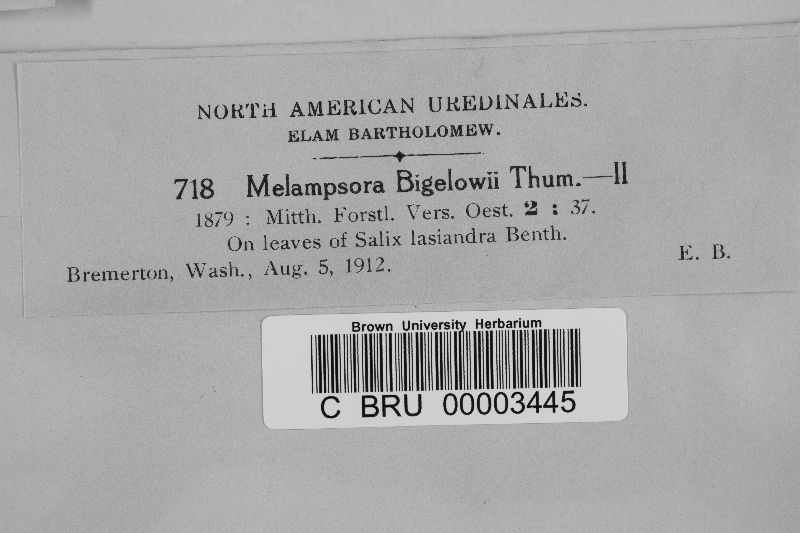 NORTH AMERICAN UREDINALES.
ELAM BARTHOLOMEW.
718 Melampsora Bigelowii Thum.—II
1879 : Mitth. Forstl. Vers. Oest. 2 : 37.
On leaves of Salix lasiandra Benth.
Bremerton, Wash., Aug. 5, 1912. E. B.
Brown University Herbarium
C BRU 00003445